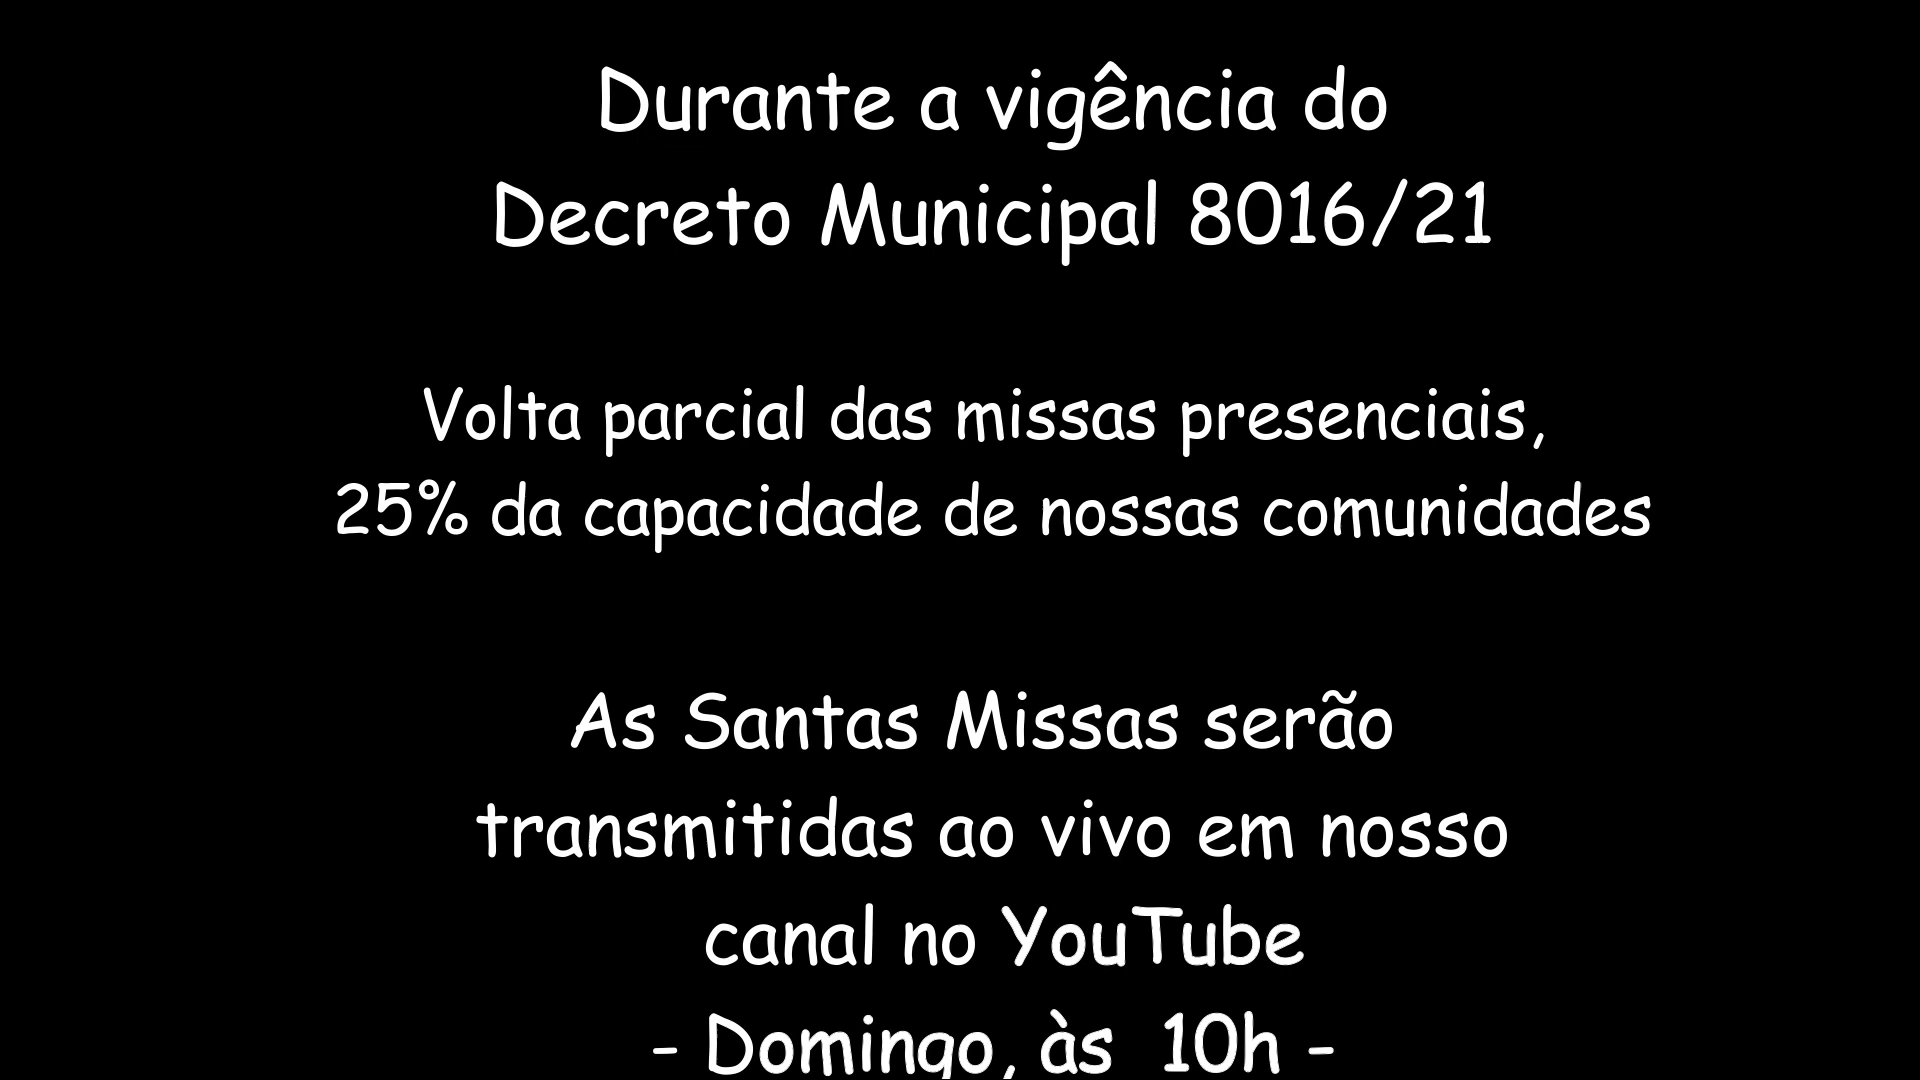 Durante a vigência do
Decreto Municipal 8016/21
Volta parcial das missas presenciais,
25% da capacidade de nossas comunidades
As Santas Missas serão
transmitidas ao vivo em nosso
canal no YouTube
- Domingo, às  10h -